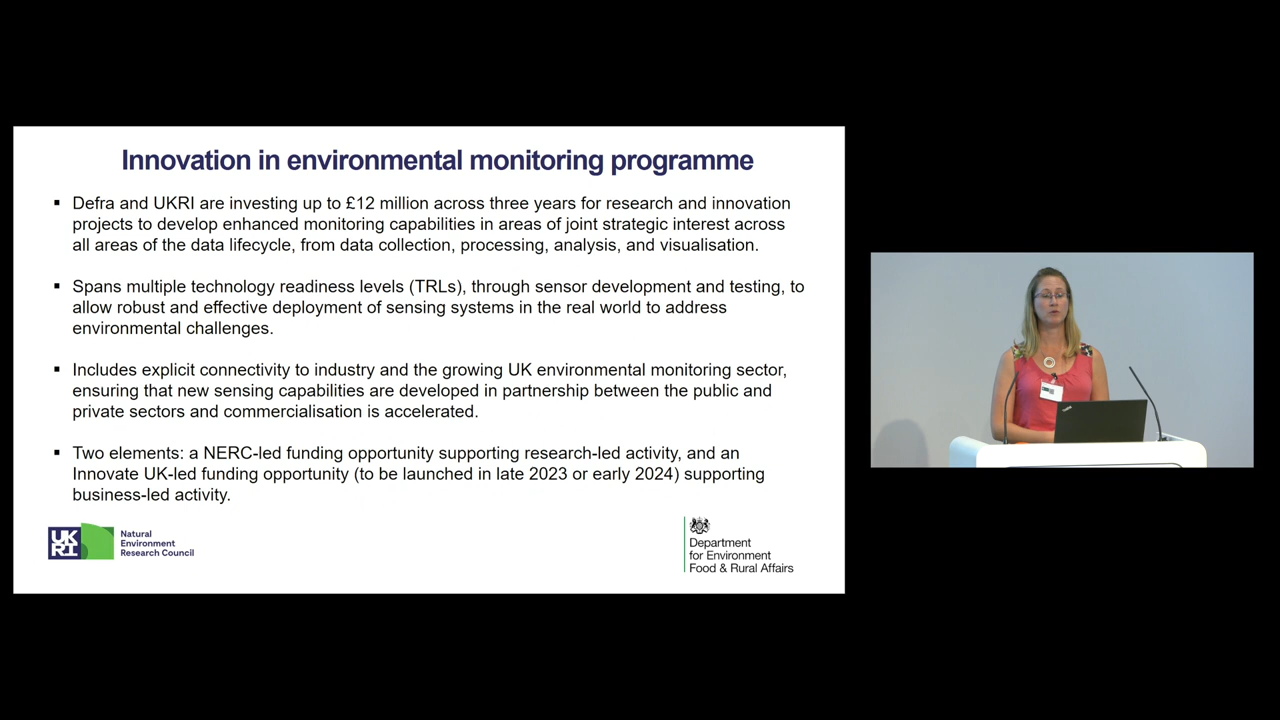 Innovation in environmental monitoring programme
▪ Defra and UKRI are investing up to £12 million across three years for research and innovation
projects to develop enhanced monitoring capabilities in areas of joint strategic interest across
all areas of the data lifecycle, from data collection, processing, analysis, and visualisation.
▪ Spans multiple technology readiness levels (TRLs), through sensor development and testing, to
allow robust and effective deployment of sensing systems in the real world to address
environmental challenges.
▪ Includes explicit connectivity to industry and the growing UK environmental monitoring sector,
ensuring that new sensing capabilities are developed in partnership between the public and
private sectors and commercialisation is accelerated.
▪ Two elements: a NERC-led funding opportunity supporting research-led activity, and an
Innovate UK-led funding opportunity (to be launched in late 2023 or early 2024) supporting
business-led activity.
UK
RI
Natural
Environment
Research Council
Department
for Environment
Food & Rural Affairs